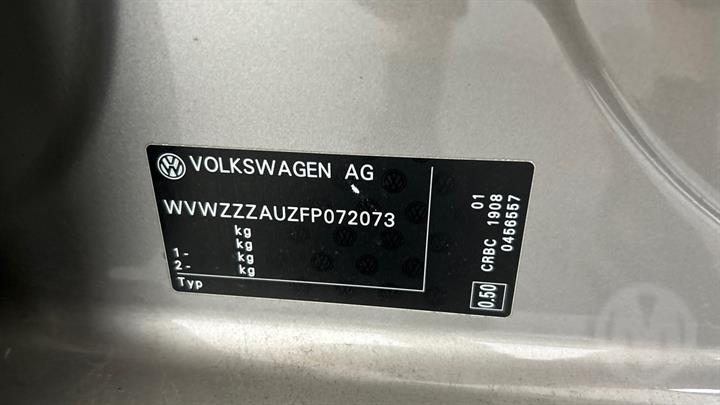 VOLKSWAGEN AG
WVWZZZAUZFP072073
kg
kg
1- kg
2- kg
Typ
0.50
CRBC 1908
01
0456557